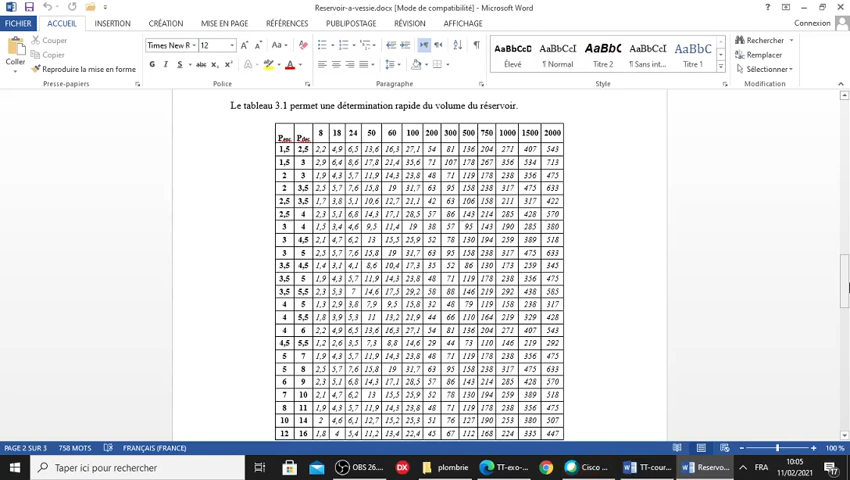 Reservoir-a-vessie.docx [Mode de compatibilité] - Microsoft Word
Connexion
FICHIER ACCUEIL INSERTION CRÉATION MISE EN PAGE RÉFÉRENCES PUBLIPOSTAGE RÉVISION AFFICHAGE
Coller
Couper
Copier
Reproduire la mise en forme
Presse-papiers
Times New R 12
Police
Paragraphe
AaBbCc AaBbCcI AaBbC AaBbCcI AaBbC
Élevé ¶ Normal Titre 2 ¶ Sans int... Titre 1
Style
Rechercher
Remplacer
Sélectionner
Modification
Le tableau 3.1 permet une détermination rapide du volume du réservoir.
Penc Pdec 8 18 24 50 60 100 200 300 500 750 1000 1500 2000
1,5 2,5 2,2 4,9 6,5 13,6 16,3 27,1 54 81 136 204 271 407 543
1,5 3 2,9 6,4 8,6 17,8 21,4 35,6 71 107 178 267 356 534 713
2 3 1,9 4,3 5,7 11,9 14,3 23,8 48 71 119 178 238 356 475
2 3,5 2,5 5,7 7,6 15,8 19 31,7 63 95 158 238 317 475 633
2,5 3,5 1,7 3,8 5,1 10,6 12,7 21,1 42 63 106 158 211 317 422
2,5 4 2,3 5,1 6,8 14,3 17,1 28,5 57 86 143 214 285 428 570
3 4 1,5 3,4 4,6 9,5 11,4 19 38 57 95 143 190 285 380
3 4,5 2,1 4,7 6,2 13 15,5 25,9 52 78 130 194 259 389 518
3 5 2,5 5,7 7,6 15,8 19 31,7 63 95 158 238 317 475 633
3,5 4,5 1,4 3,1 4,1 8,6 10,4 17,3 35 52 86 130 173 259 345
3,5 5 1,9 4,3 5,7 11,9 14,3 23,8 48 71 119 178 238 356 475
3,5 5,5 2,3 5,3 7 14,6 17,5 29,2 58 88 146 219 292 438 585
4 5 1,3 2,9 3,8 7,9 9,5 15,8 32 48 79 119 158 238 317
4 5,5 1,8 3,9 5,3 11 13,2 21,9 44 66 110 164 219 329 428
4 6 2,2 4,9 6,5 13,6 16,3 27,1 54 81 136 204 271 407 543
4,5 5,5 1,2 2,6 3,5 7,3 8,8 14,6 29 44 73 110 146 219 292
5 7 1,9 4,3 5,7 11,9 14,3 23,8 48 71 119 178 238 356 475
5 8 2,5 5,7 7,6 15,8 19 31,7 63 95 158 238 317 475 633
6 9 2,3 5,1 6,8 14,3 17,1 28,5 57 86 143 214 285 428 570
7 10 2,1 4,7 6,2 13 15,5 25,9 52 78 130 194 259 389 518
8 11 1,9 4,3 5,7 11,9 14,3 23,8 48 71 119 178 238 356 475
10 14 2 4,6 6,1 12,7 15,2 25,3 51 76 127 190 253 380 507
12 16 1,8 4 5,4 11,2 13,4 22,4 45 67 112 168 224 335 447
PAGE 2 SUR 3 758 MOTS FRANÇAIS (FRANCE) 100 %
Taper ici pour rechercher
OBS 26.... plombrie TT-exo-... Cisco ... TT-cour... Reservo...
FRA
10:05
11/02/2021
17